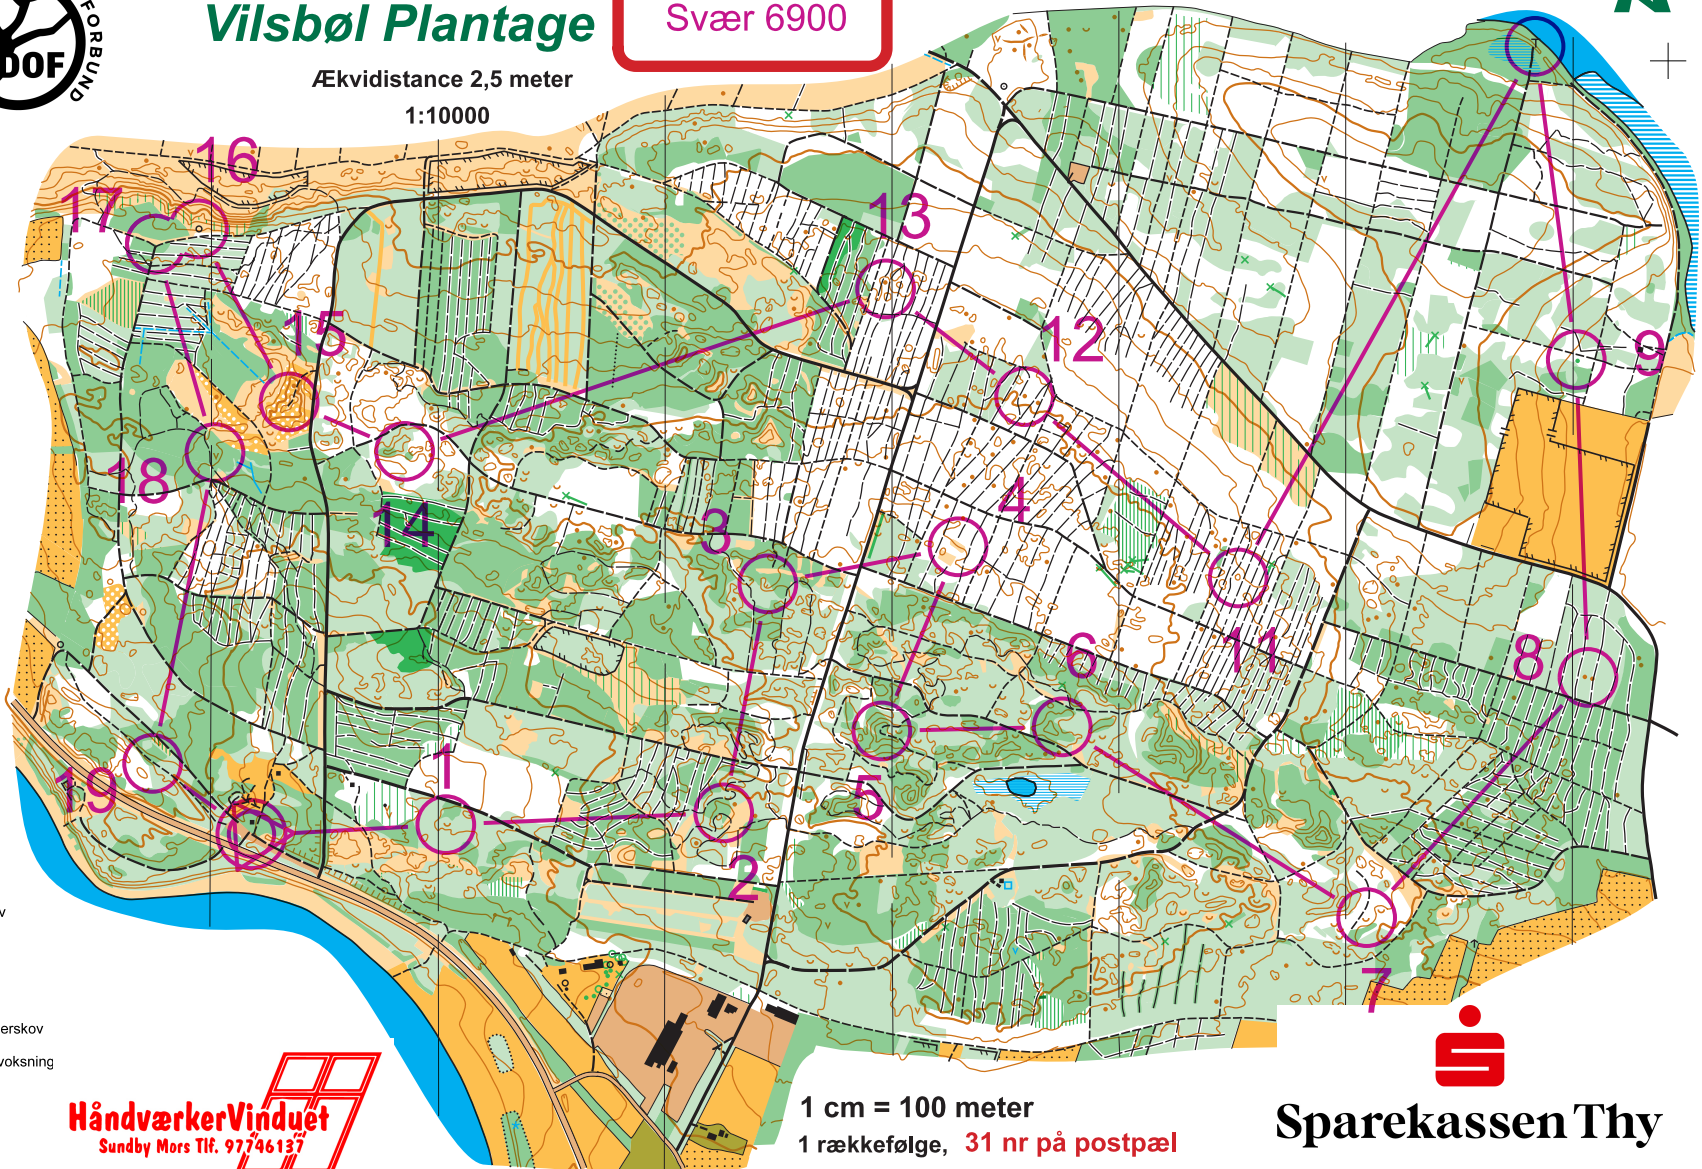 FORBUND
DOF
Vilsbøl Plantage
Svær 6900
Ækvidistance 2,5 meter
1:10000
16
17
13
15
12
9
18
14
3
4
11
6
8
1
5
19
2
7
erskov
voksning
HåndværkerVinduet
Sundby Mors Tlf. 97746137
1 cm = 100 meter
1 rækkefølge, 31 nr på postpæl
Sparekassen Thy